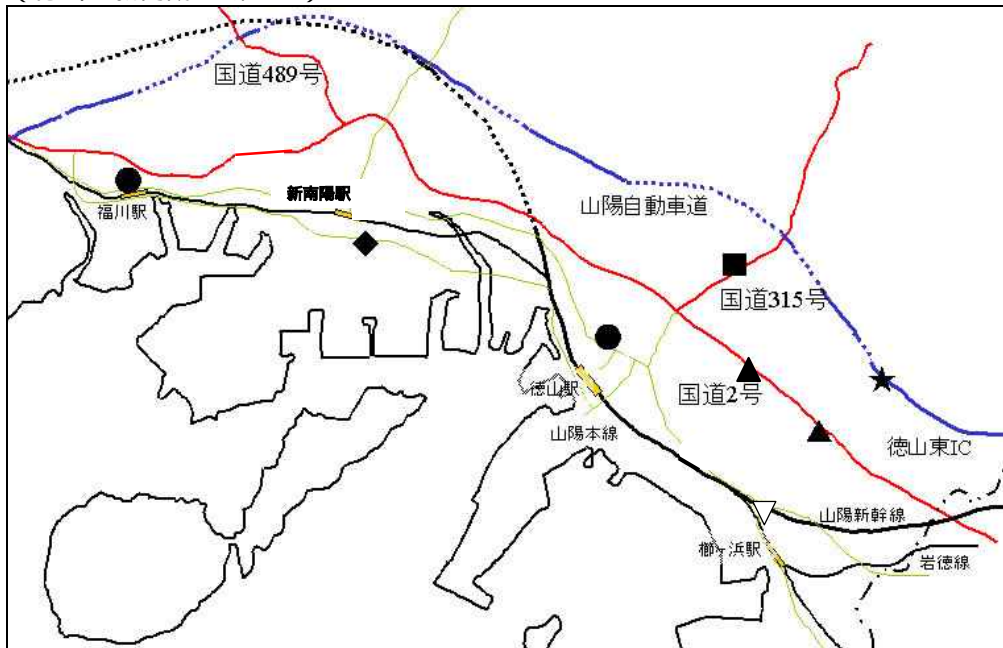 国道489号
新南陽駅
福川駅
山陽自動車道
国道315号
徳山駅
国道2号
山陽本線
徳山東IC
山陽新幹線
櫛ヶ浜駅
岩徳線